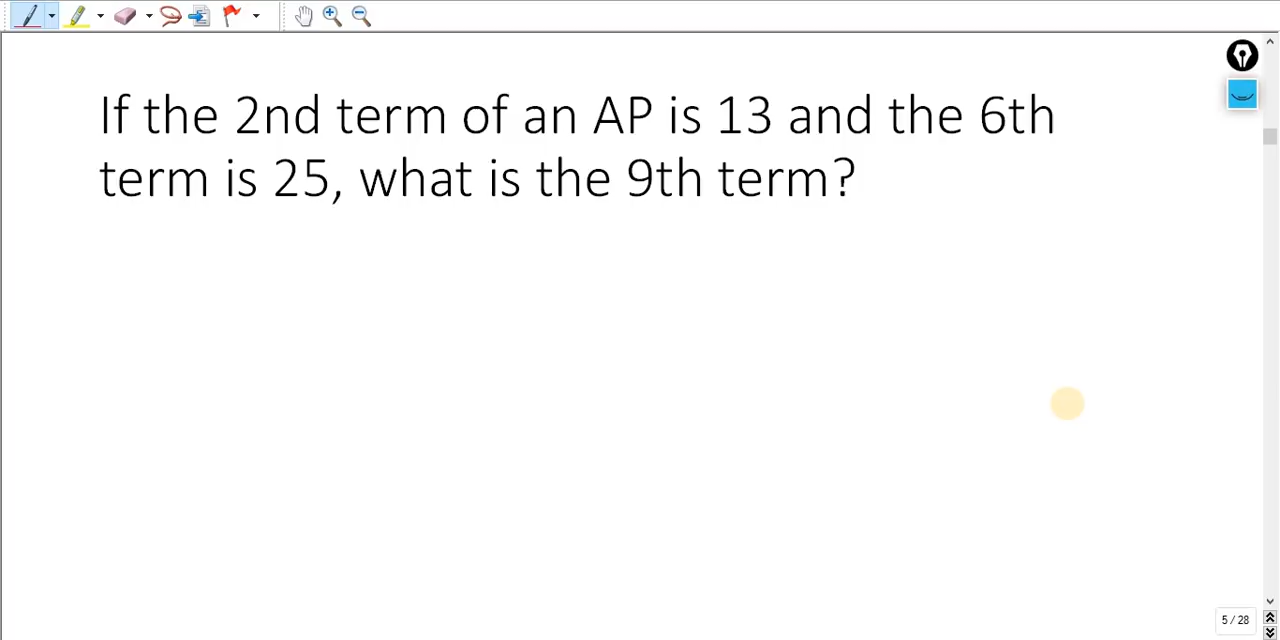 If the 2nd term of an AP is 13 and the 6th
term is 25, what is the 9th term?
5 / 28